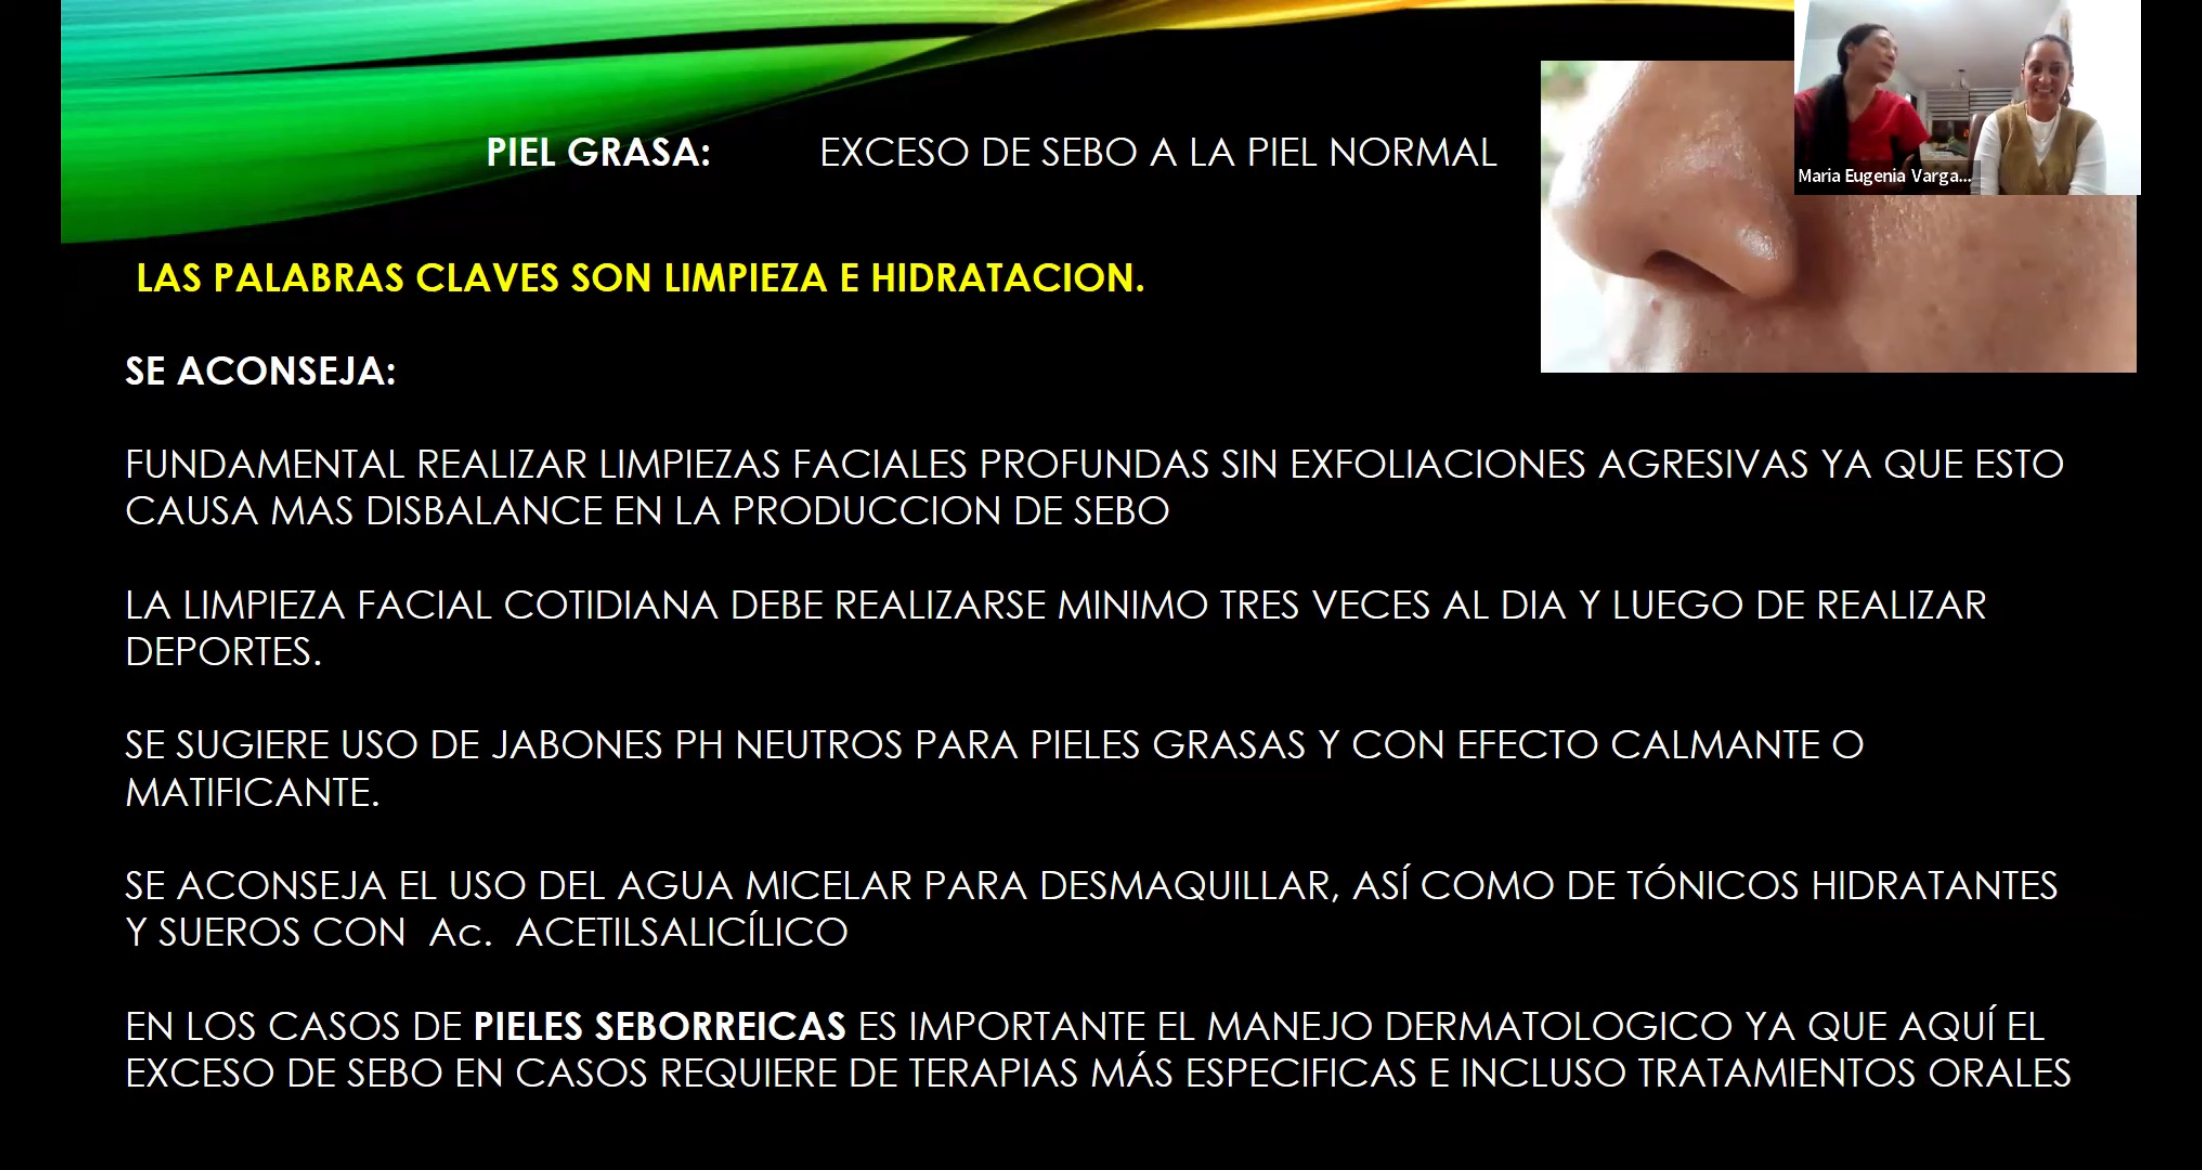 Maria Eugenia Varga...
PIEL GRASA: EXCESO DE SEBO A LA PIEL NORMAL
LAS PALABRAS CLAVES SON LIMPIEZA E HIDRATACION.
SE ACONSEJA:
FUNDAMENTAL REALIZAR LIMPIEZAS FACIALES PROFUNDAS SIN EXFOLIACIONES AGRESIVAS YA QUE ESTO
CAUSA MAS DISBALANCE EN LA PRODUCCION DE SEBO
LA LIMPIEZA FACIAL COTIDIANA DEBE REALIZARSE MINIMO TRES VECES AL DIA Y LUEGO DE REALIZAR
DEPORTES.
SE SUGIERE USO DE JABONES PH NEUTROS PARA PIELES GRASAS Y CON EFECTO CALMANTE O
MATIFICANTE.
SE ACONSEJA EL USO DEL AGUA MICELAR PARA DESMAQUILLAR, ASÍ COMO DE TÓNICOS HIDRATANTES
Y SUEROS CON Ac. ACETILSALICÍLICO
EN LOS CASOS DE PIELES SEBORREICAS ES IMPORTANTE EL MANEJO DERMATOLOGICO YA QUE AQUÍ EL
EXCESO DE SEBO EN CASOS REQUIERE DE TERAPIAS MÁS ESPECIFICAS E INCLUSO TRATAMIENTOS ORALES